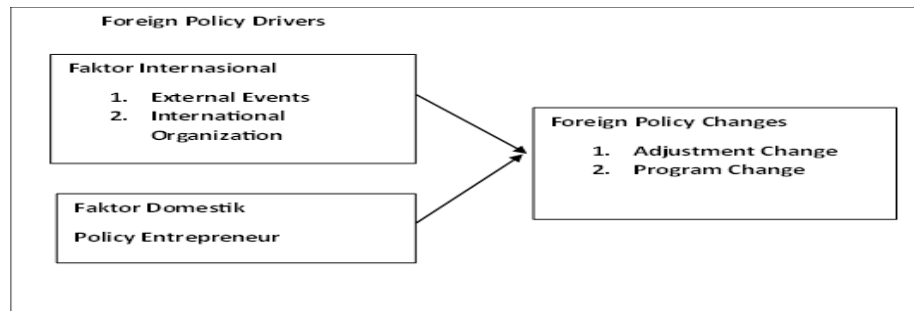 Foreign Policy Drivers
Faktor Internasional
1. External Events
2. International
Organization
Foreign Policy Changes
1. Adjustment Change
2. Program Change
Faktor Domestik
Policy Entrepreneur